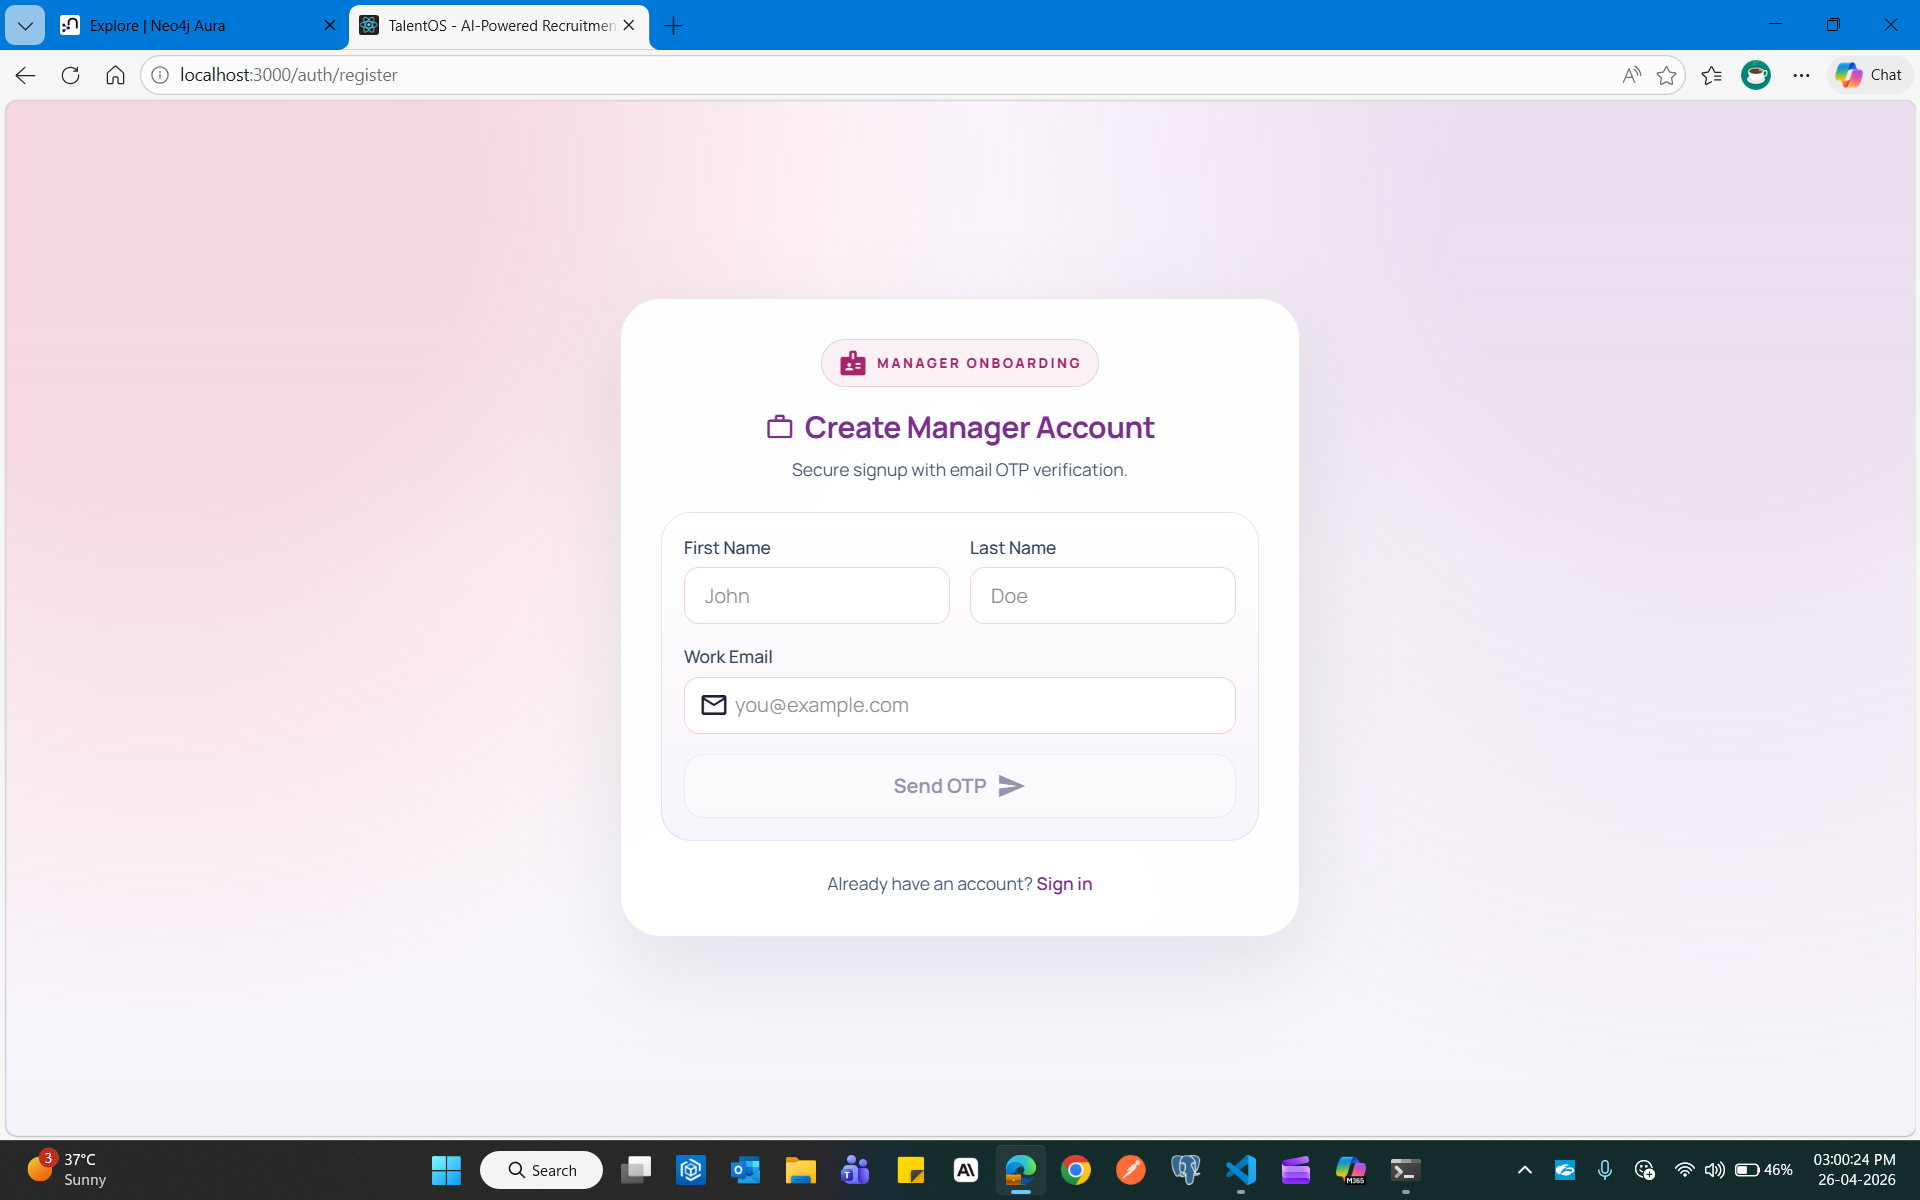 Explore | Neo4j Aura
TalentOS - AI-Powered Recruitmen
localhost:3000/auth/register
Chat
MANAGER ONBOARDING
Create Manager Account
Secure signup with email OTP verification.
First Name
Last Name
John
Doe
Work Email
you@example.com
Send OTP
Already have an account? Sign in
3
37°C
Sunny
Search
M365
46%
03:00:24 PM
26-04-2026